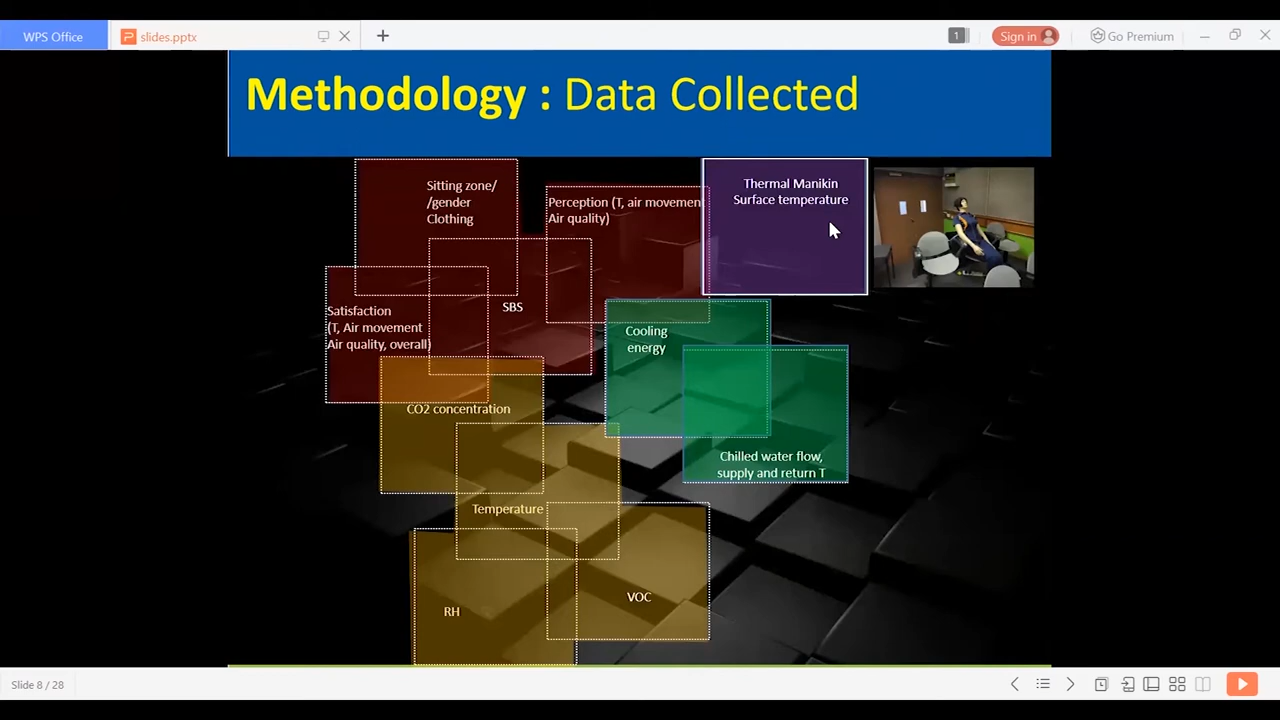 WPS Office
slides.pptx
1
Sign in
Go Premium
Methodology : Data Collected
Sitting zone/
/gender
Clothing
Perception (T, air movement
Air quality)
Thermal Manikin
Surface temperature
SBS
Satisfaction
(T, Air movement
Air quality, overall)
Cooling
energy
CO2 concentration
Chilled water flow,
supply and return T
Temperature
VOC
RH
Slide 8 / 28